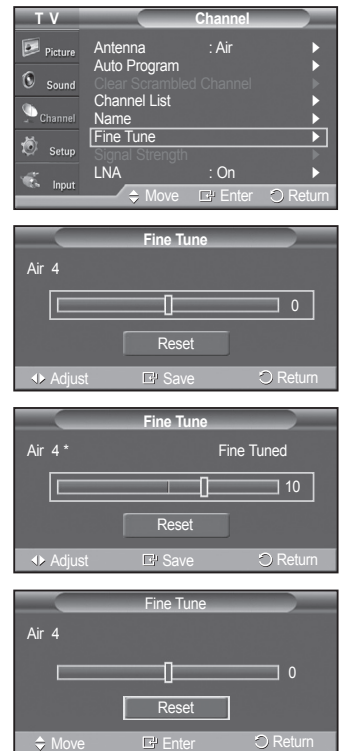 T V Channel
Picture Antenna : Air
Auto Program
Sound Clear Scrambled Channel
Channel List
Channel Name
Fine Tune
Setup Signal Strength
LNA : On
Input
Move Enter Return
Fine Tune
Air 4
0
Reset
Adjust Save Return
Fine Tune
Air 4 * Fine Tuned
10
Reset
Adjust Save Return
Fine Tune
Air 4
0
Reset
Move Enter Return